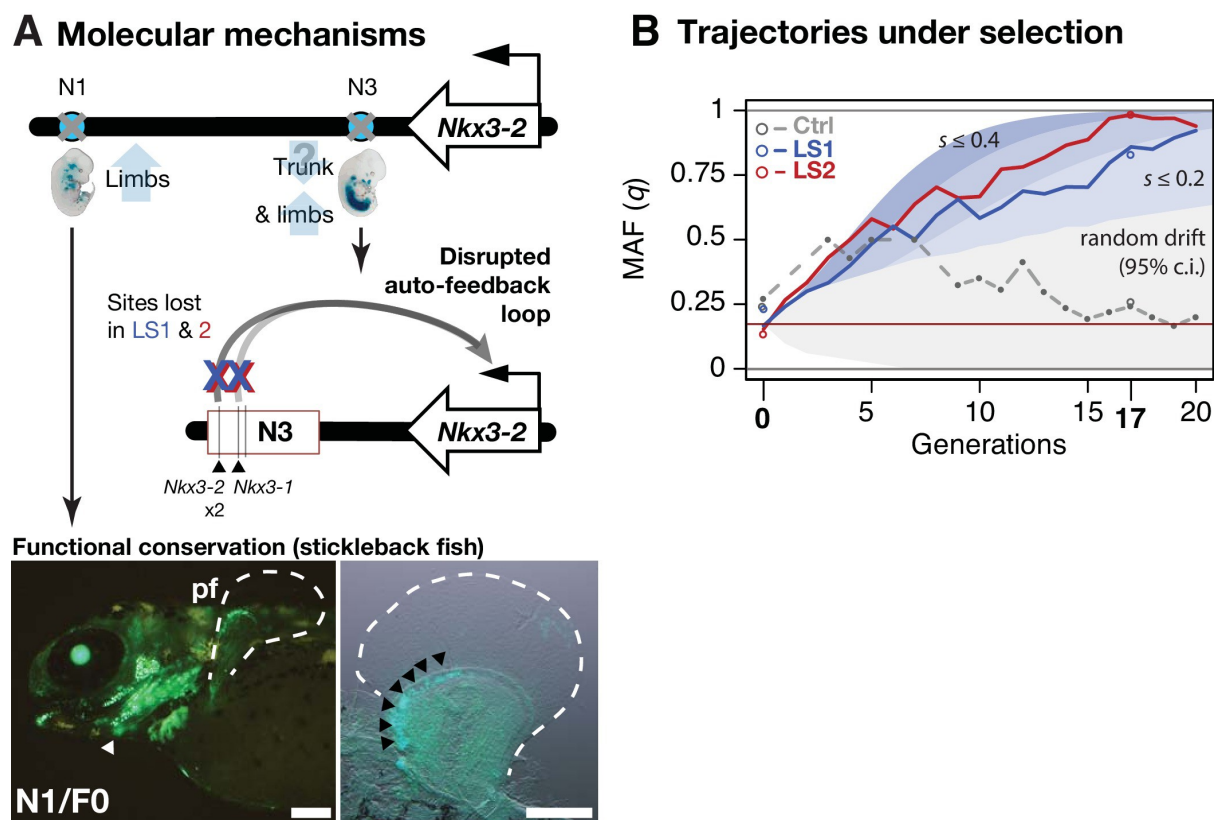 A Molecular mechanisms
N1
N3
Nkx3-2
Limbs
?
Trunk
& limbs
Disrupted
auto-feedback
loop
Sites lost
in LS1 & 2
X X
N3
Nkx3-2
Nkx3-2 Nkx3-1
x2
Functional conservation (stickleback fish)
pf
N1/F0
B Trajectories under selection
MAF (q)
1
0.75
0.5
0.25
0
Ctrl
LS1
LS2
s ≤ 0.4
s ≤ 0.2
random drift
(95% c.i.)
0 5 10 15 17 20
Generations